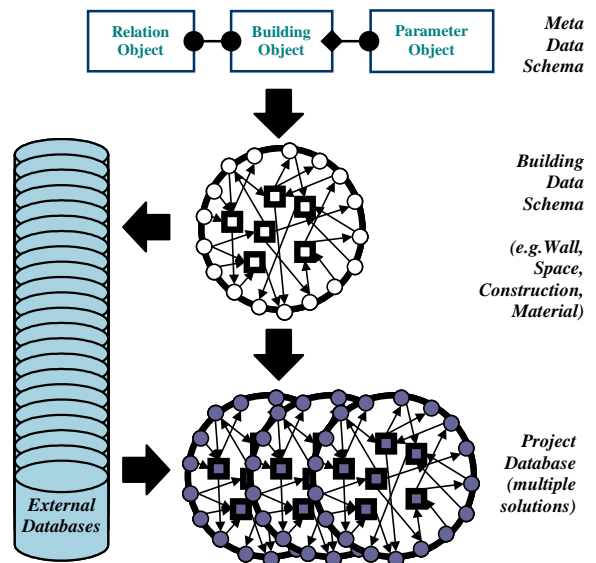 Relation
Object
Building
Object
Parameter
Object
Meta
Data
Schema
Building
Data
Schema
(e.g.Wall,
Space,
Construction,
Material)
Project
Database
(multiple
solutions)
External
Databases